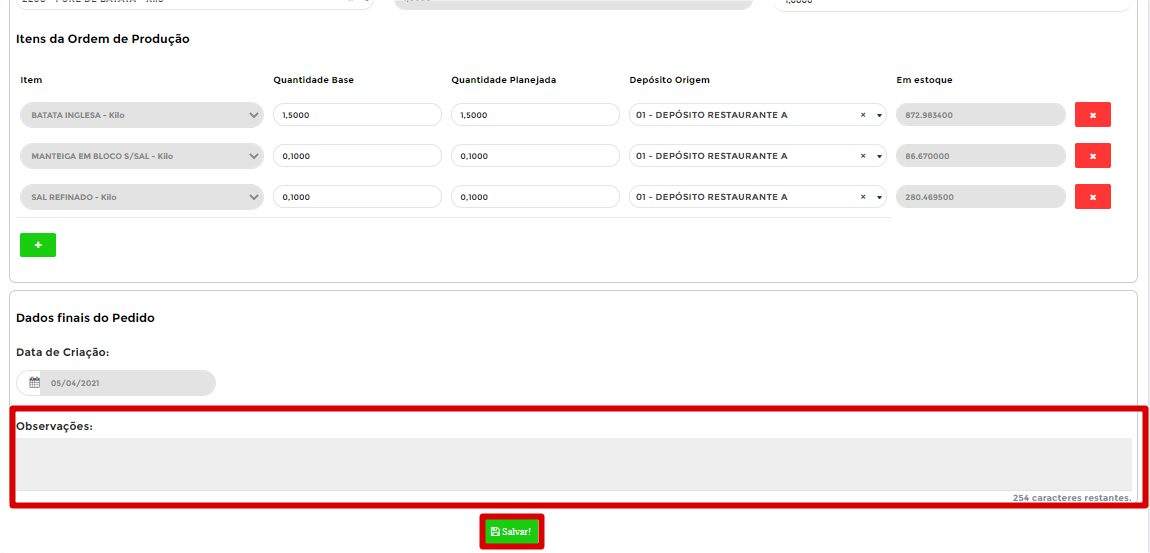 Itens da Ordem de Produção
Item Quantidade Base Quantidade Planejada Depósito Origem Em estoque
BATATA INGLESA - Kilo 1,5000 1,5000 01 - DEPÓSITO RESTAURANTE A × 872.983400
MANTEIGA EM BLOCO S/SAL - Kilo 0,1000 0,1000 01 - DEPÓSITO RESTAURANTE A × 86.670000
SAL REFINADO - Kilo 0,1000 0,1000 01 - DEPÓSITO RESTAURANTE A × 280.469500
+
Dados finais do Pedido
Data de Criação:
05/04/2021
Observações:
254 caracteres restantes.
Salvar!